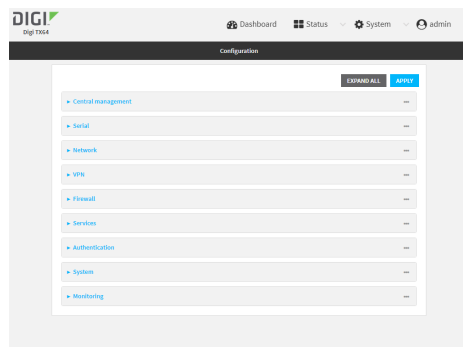 DIGI
Digi TX64
Dashboard
Status
System
admin
Configuration
EXPAND ALL
APPLY
Central management
Serial
Network
VPN
Firewall
Services
Authentication
System
Monitoring